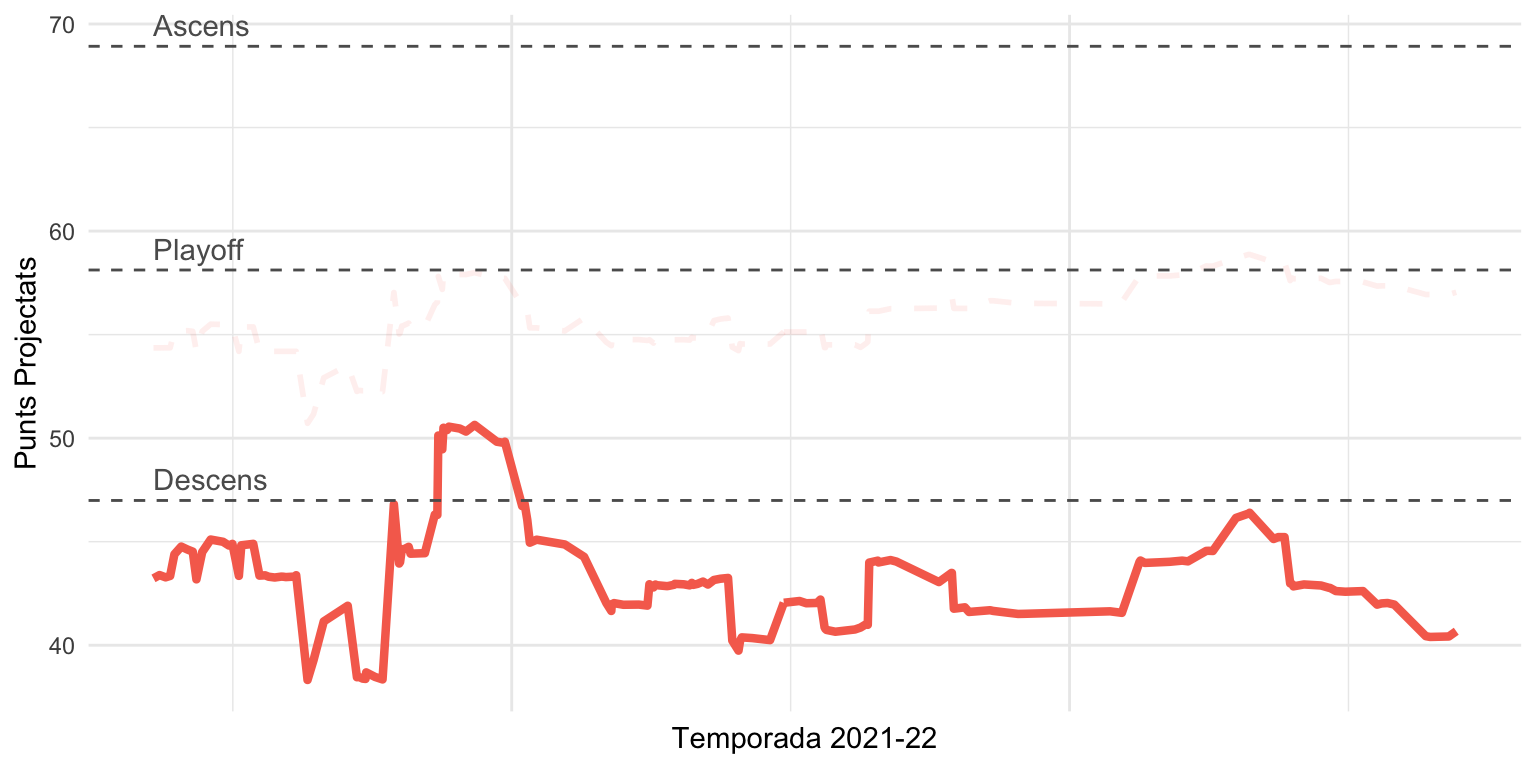 70
60
50
40
Punts Projectats
Ascens
Playoff
Descens
Temporada 2021-22